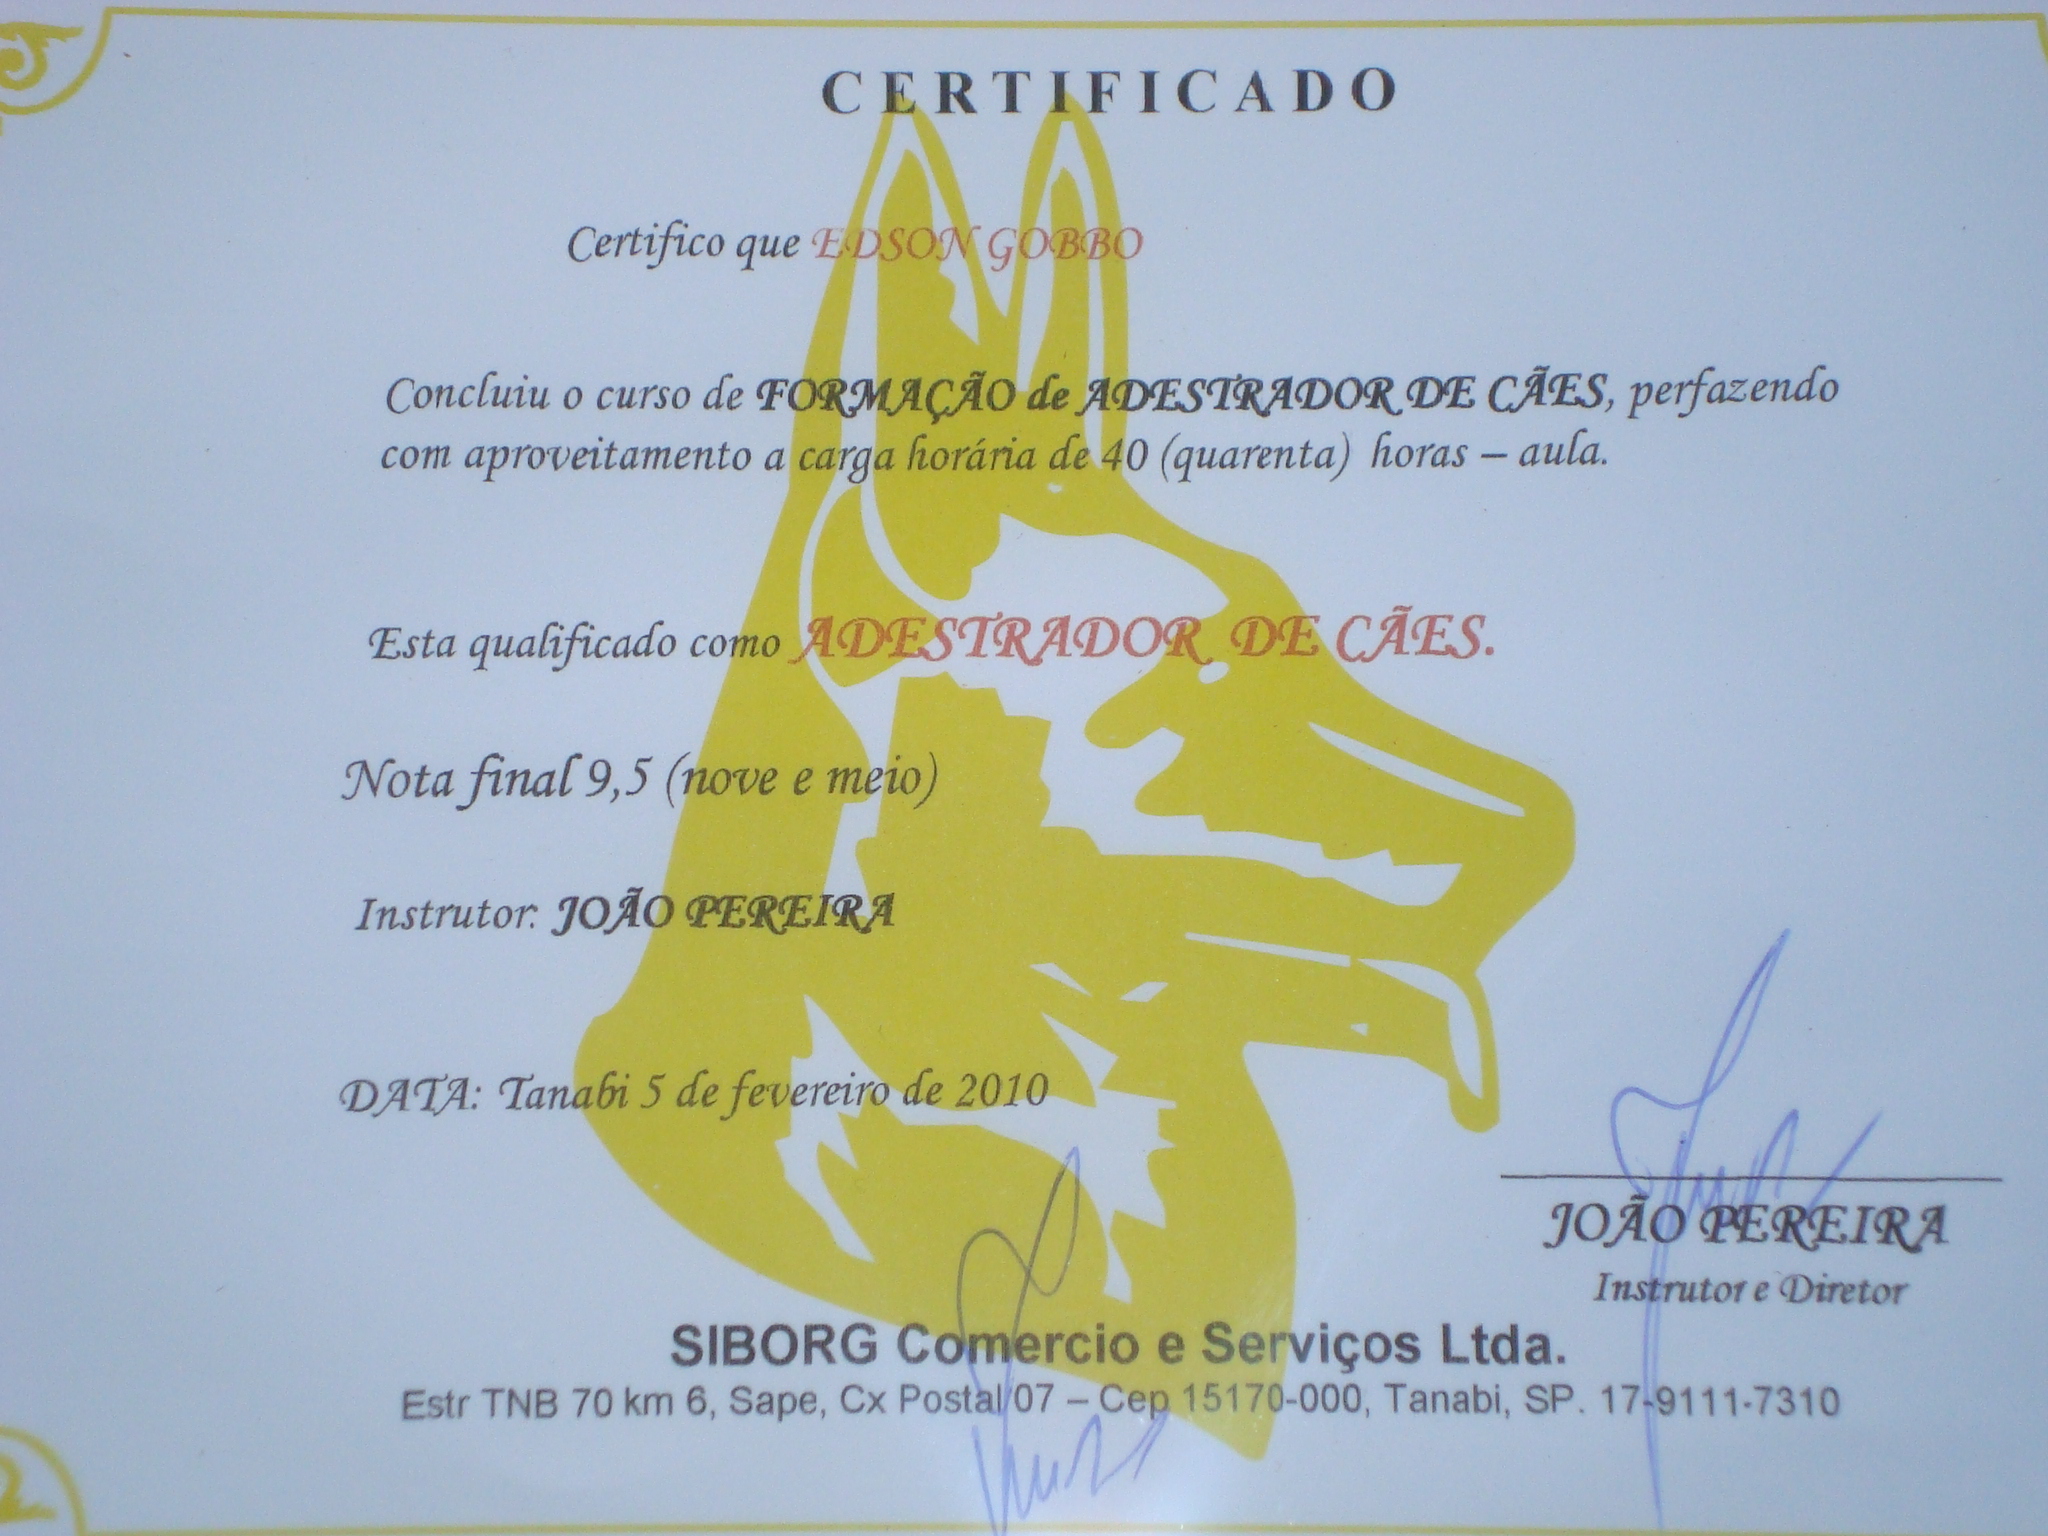 CERTIFICADO
Certifico que EDSON GOBBO
Concluiu o curso de FORMAÇÃO de ADESTRADOR DE CÃES, perfazendo
com aproveitamento a carga horária de 40 (quarenta) horas – aula.
Esta qualificado como ADESTRADOR DE CÃES.
Nota final 9,5 (nove e meio)
Instrutor: JOÃO PEREIRA
DATA: Tanabi 5 de fevereiro de 2010
JOÃO PEREIRA
Instrutor e Diretor
SIBORG Comercio e Serviços Ltda.
Estr TNB 70 km 6, Sape, Cx Postal 07 – Cep 15170-000, Tanabi, SP. 17-9111-7310